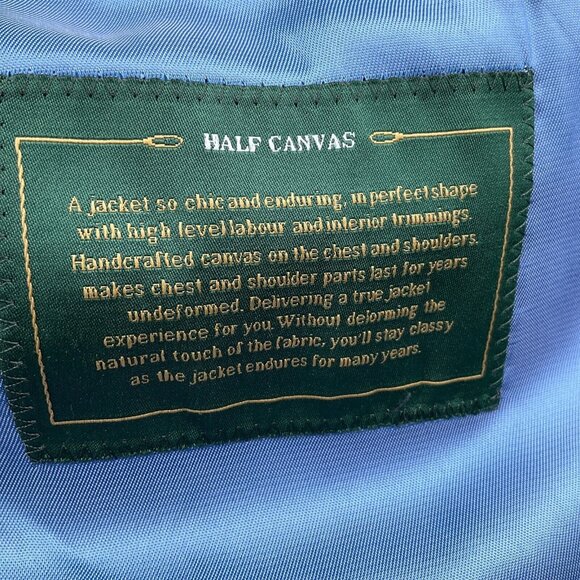 HALF CANVAS
A jacket so chic and enduring, in perfect shape
with high level labour and interior trimmings.
Handcrafted canvas on the chest and shoulders.
makes chest and shoulder parts last for years
undeformed. Delivering a true jacket
experience for you. Without delorming the
natural touch of the fabric, you'll stay classy
as the jacket endures for many years.